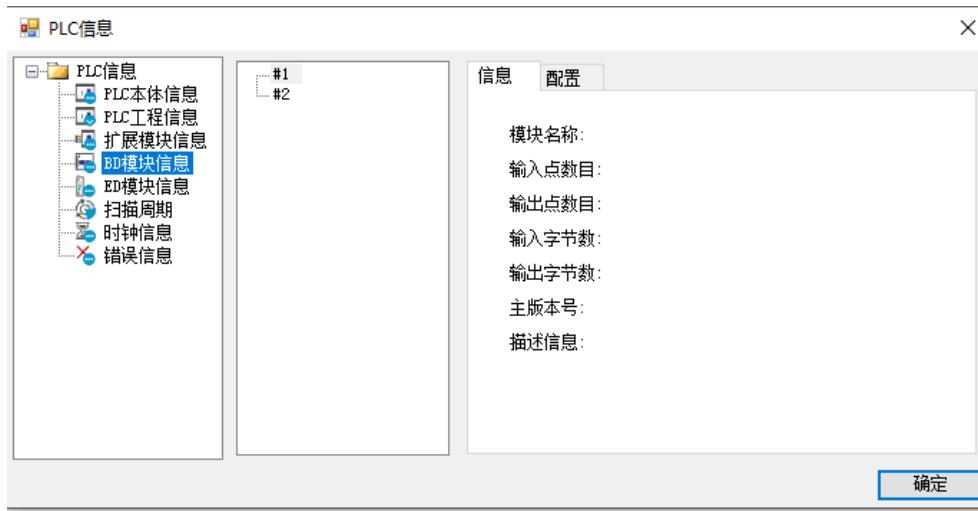 PLC信息
PLC信息
PLC本体信息
PLC工程信息
扩展模块信息
BD模块信息
ED模块信息
扫描周期
时钟信息
错误信息
#1
#2
信息
配置
模块名称:
输入点数目:
输出点数目:
输入字节数:
输出字节数:
主版本号:
描述信息:
确定